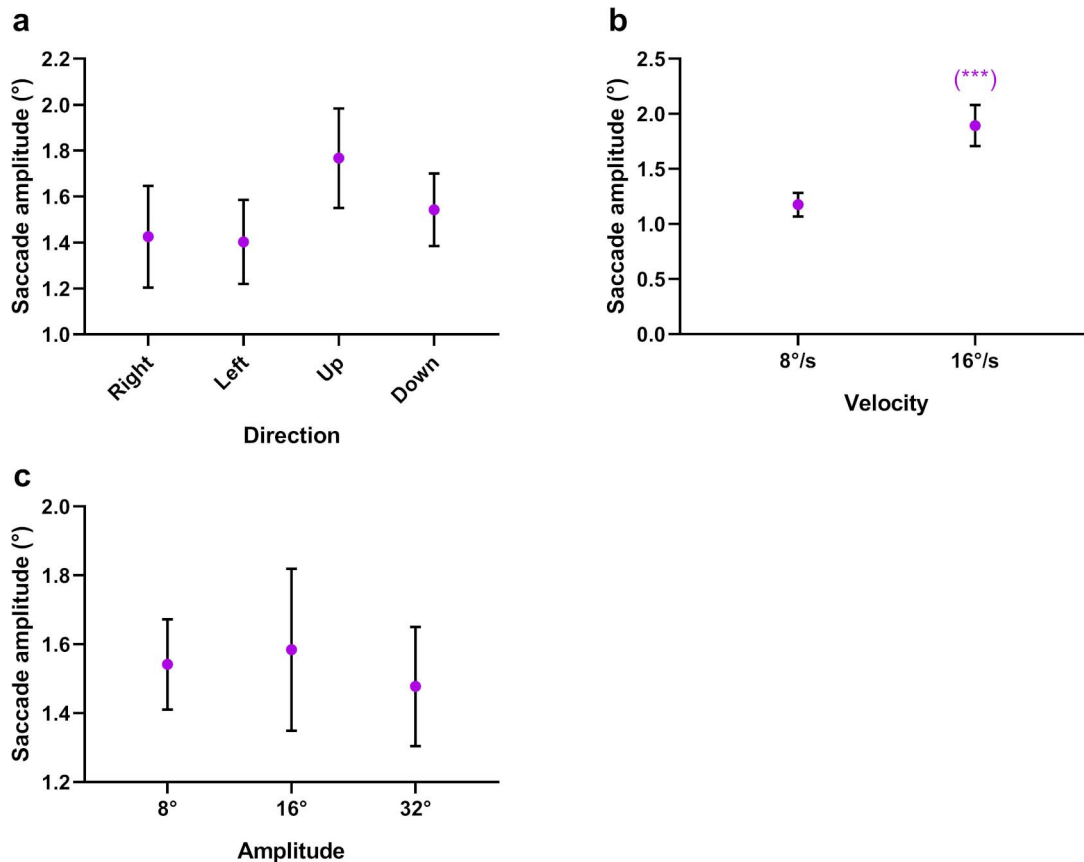 a
Saccade amplitude (°)
2.2
2.0
1.8
1.6
1.4
1.2
1.0
Right
Left
Up
Down
Direction
b
Saccade amplitude (°)
2.5
2.0
1.5
1.0
0.5
0.0
(***)
8°/s
16°/s
Velocity
c
Saccade amplitude (°)
2.0
1.8
1.6
1.4
1.2
8°
16°
32°
Amplitude